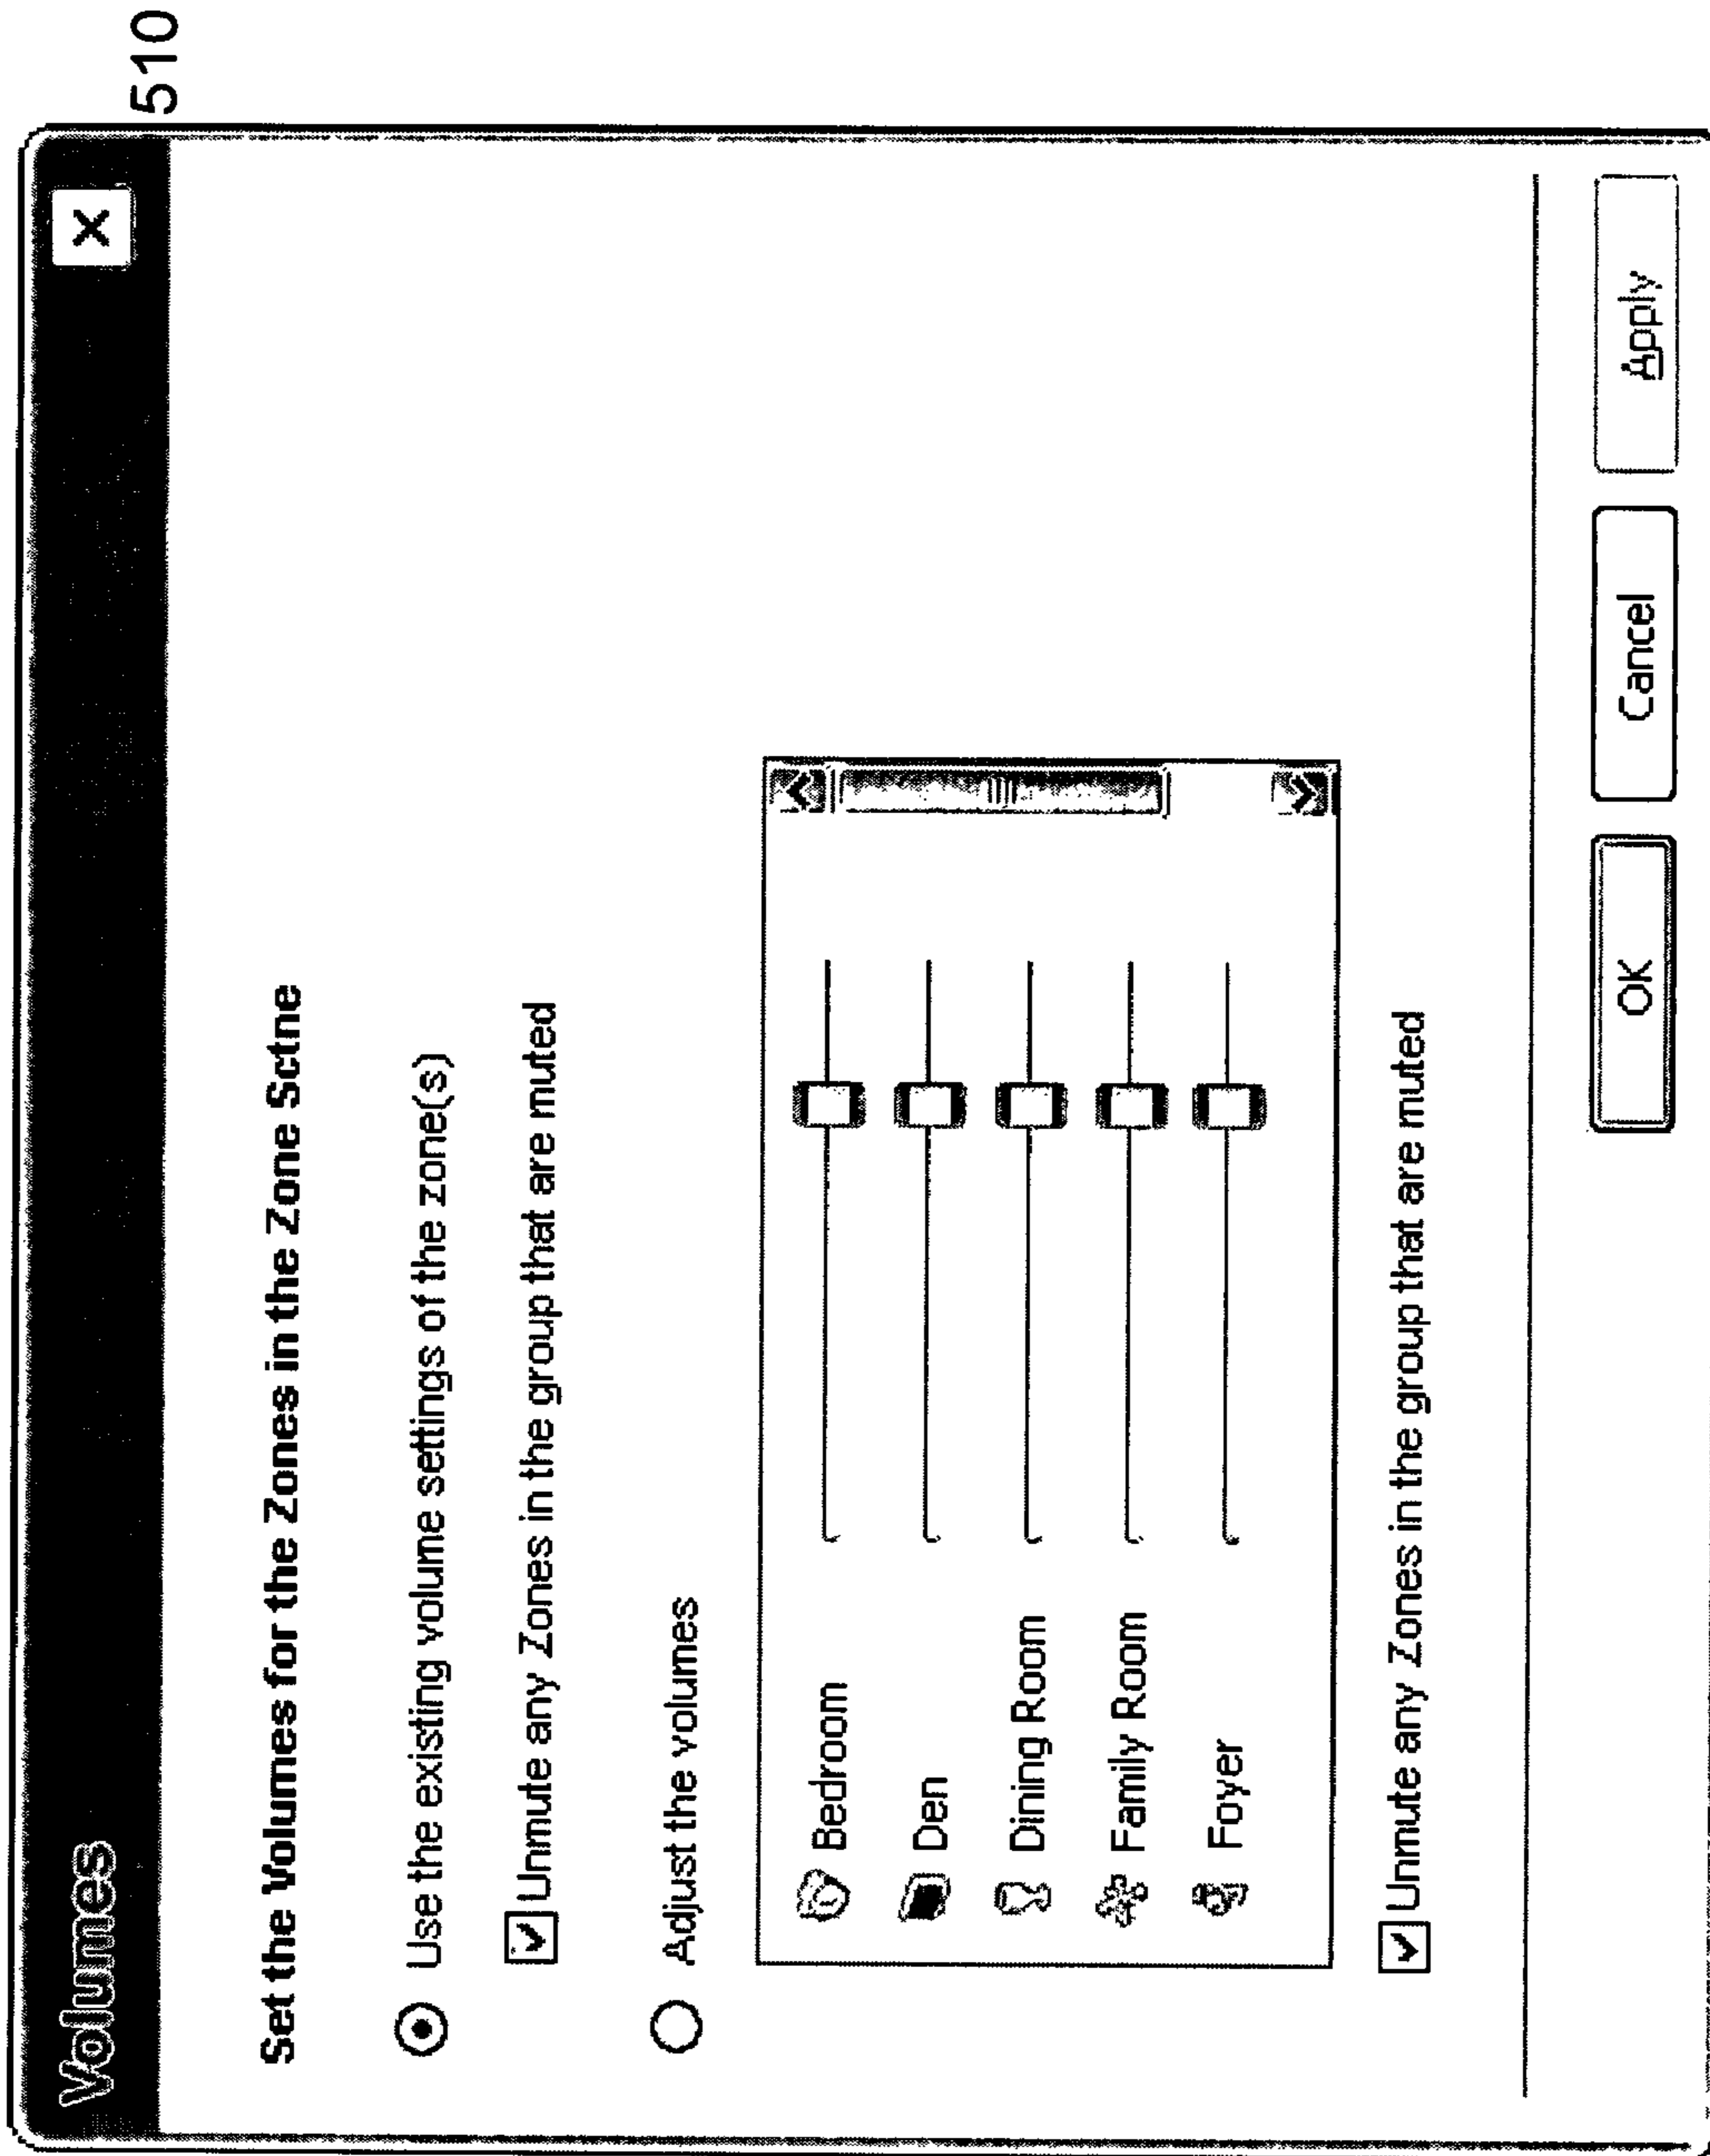 510
Volumes
X
Set the Volumes for the Zones in the Zone Sctne
Use the existing volume settings of the zone(s)
Unmute any Zones in the group that are muted
Adjust the volumes
Bedroom
Den
Dining Room
Family Room
Foyer
Unmute any Zones in the group that are muted
OK Cancel Apply